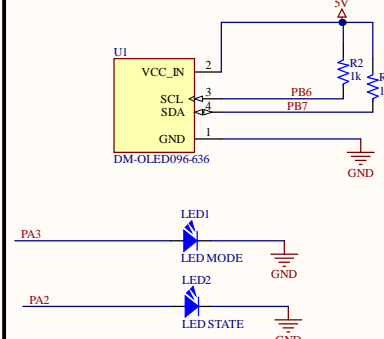 5V
U1
VCC_IN 2
R2
1k
SCL 3 PB6
SDA 4 PB7
GND 1
DM-OLED096-636
GND
LED1
PA3
LED MODE
GND
LED2
PA2
LED STATE
GND